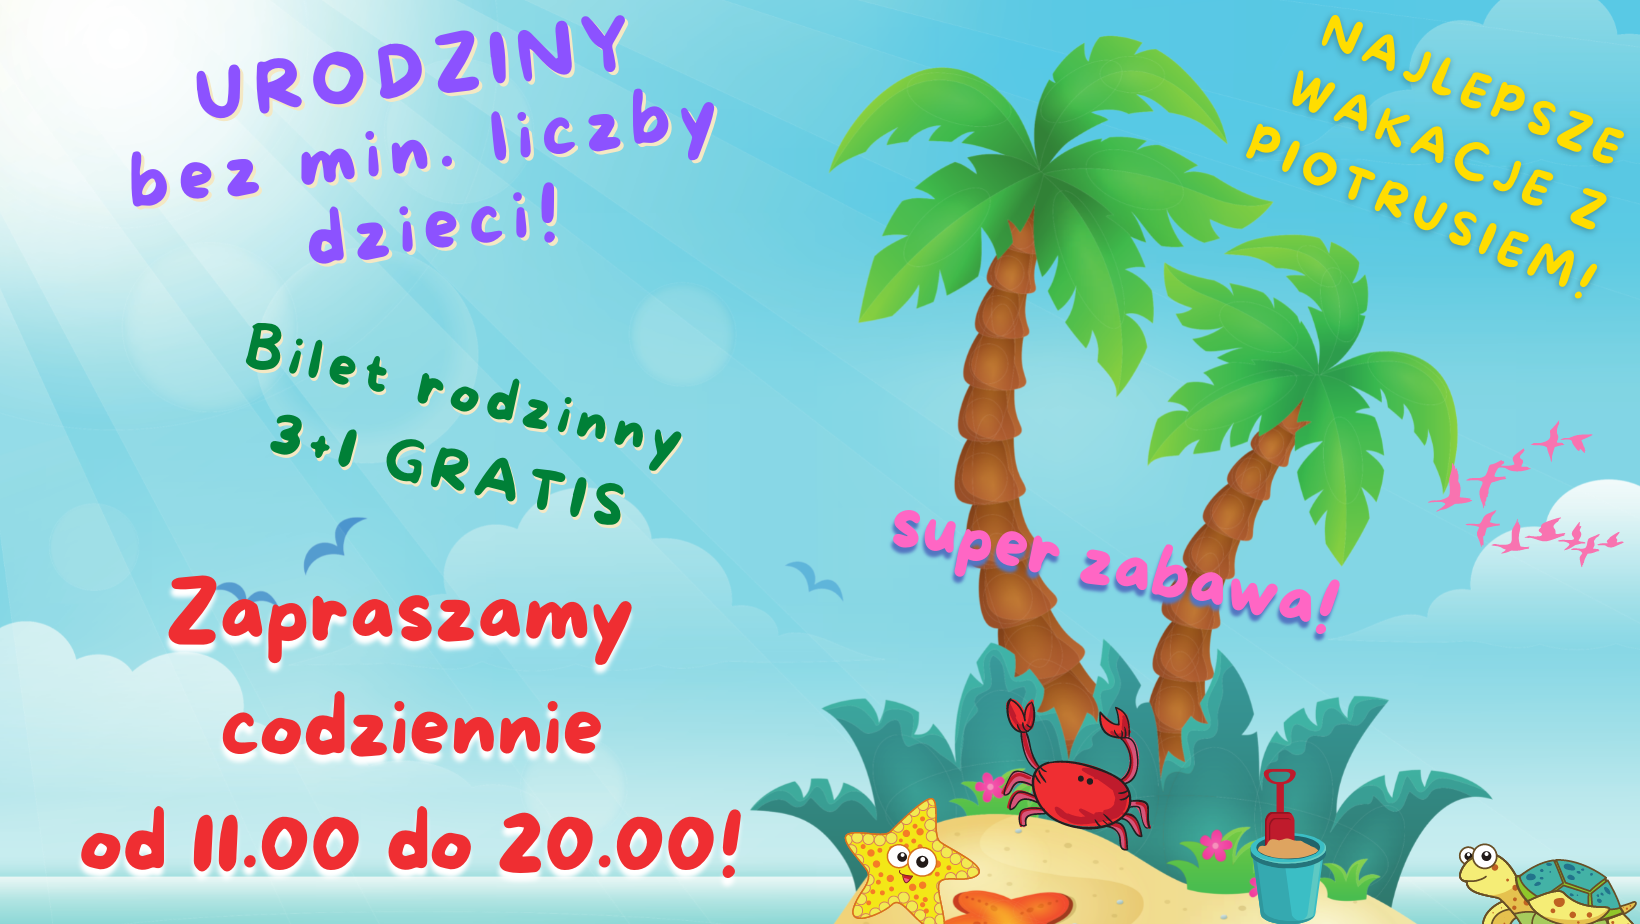 URODZINY
bez min. liczby
dzieci!
NAJLEPSZE
WAKACJE Z
PIOTRUSIEM!
Bilet rodzinny
3+1 GRATIS
super zabawa!
Zapraszamy
codziennie
od 11.00 do 20.00!